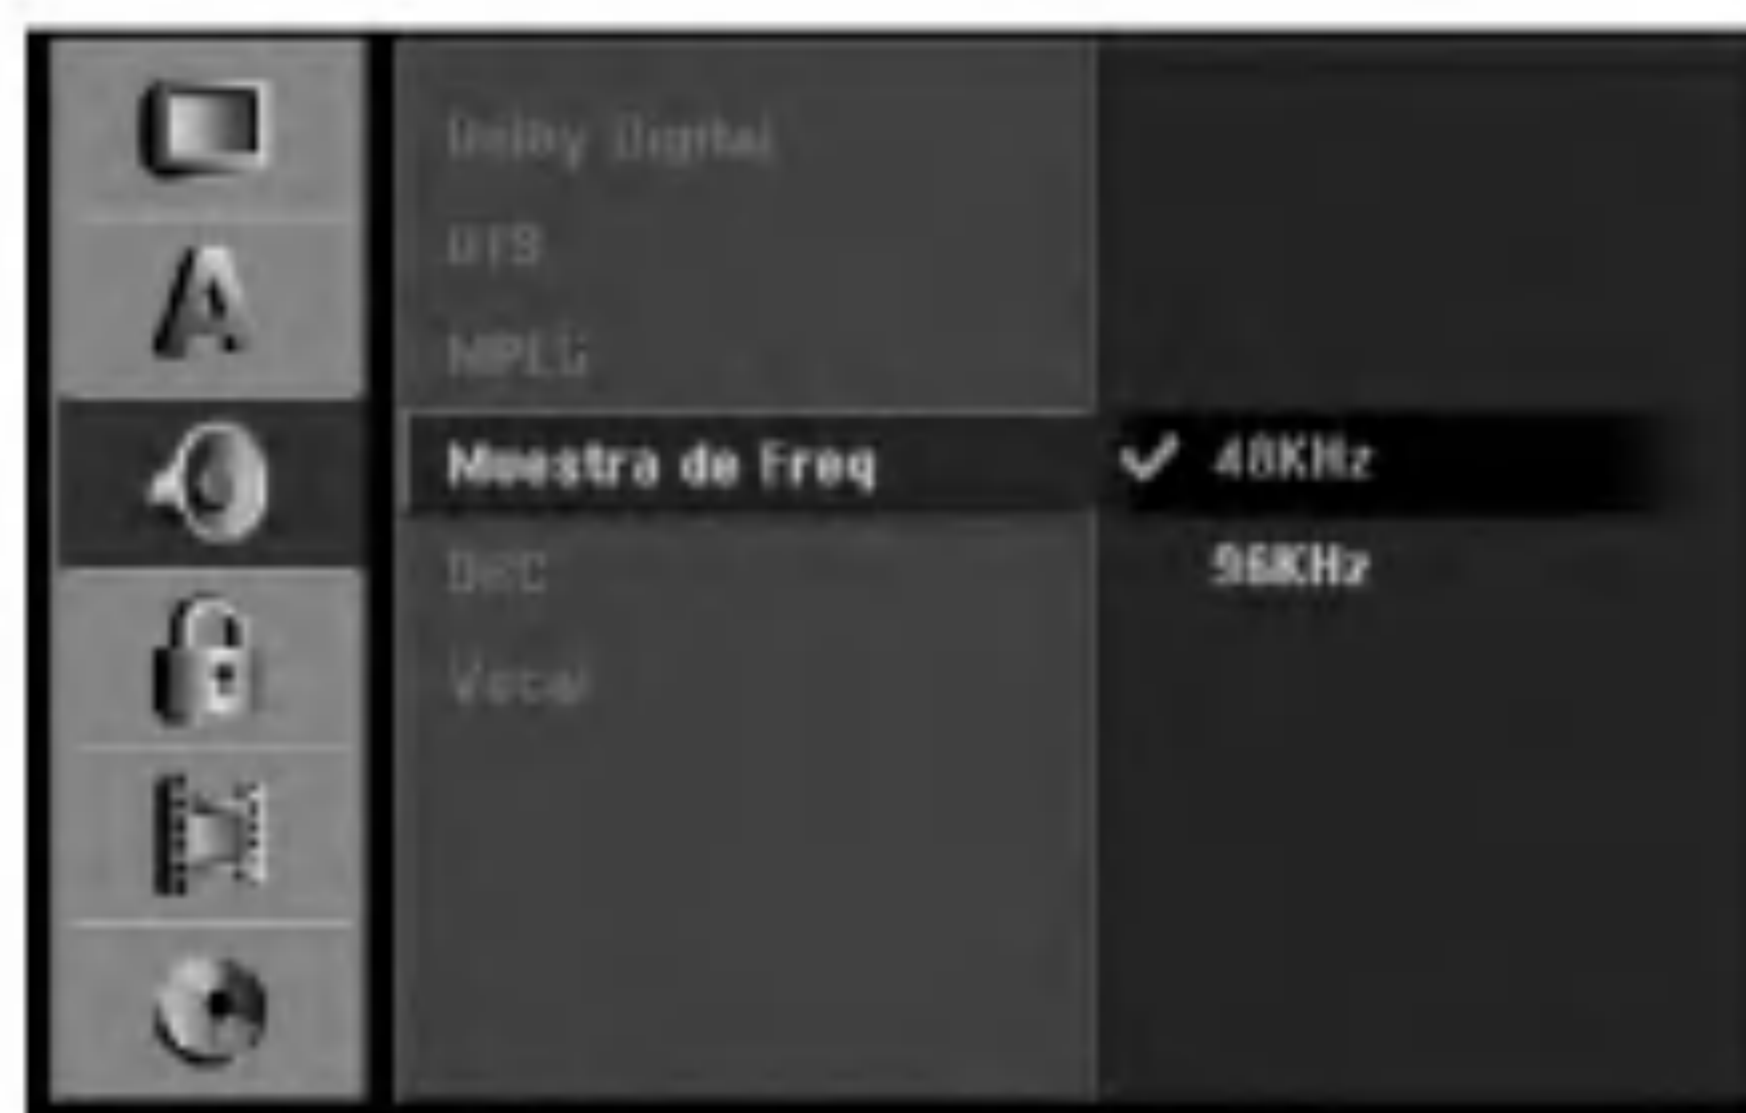 Dolby Digital
DTS
MPEG
Muestra de Freq
48KHz
96KHz
DRC
Vocal